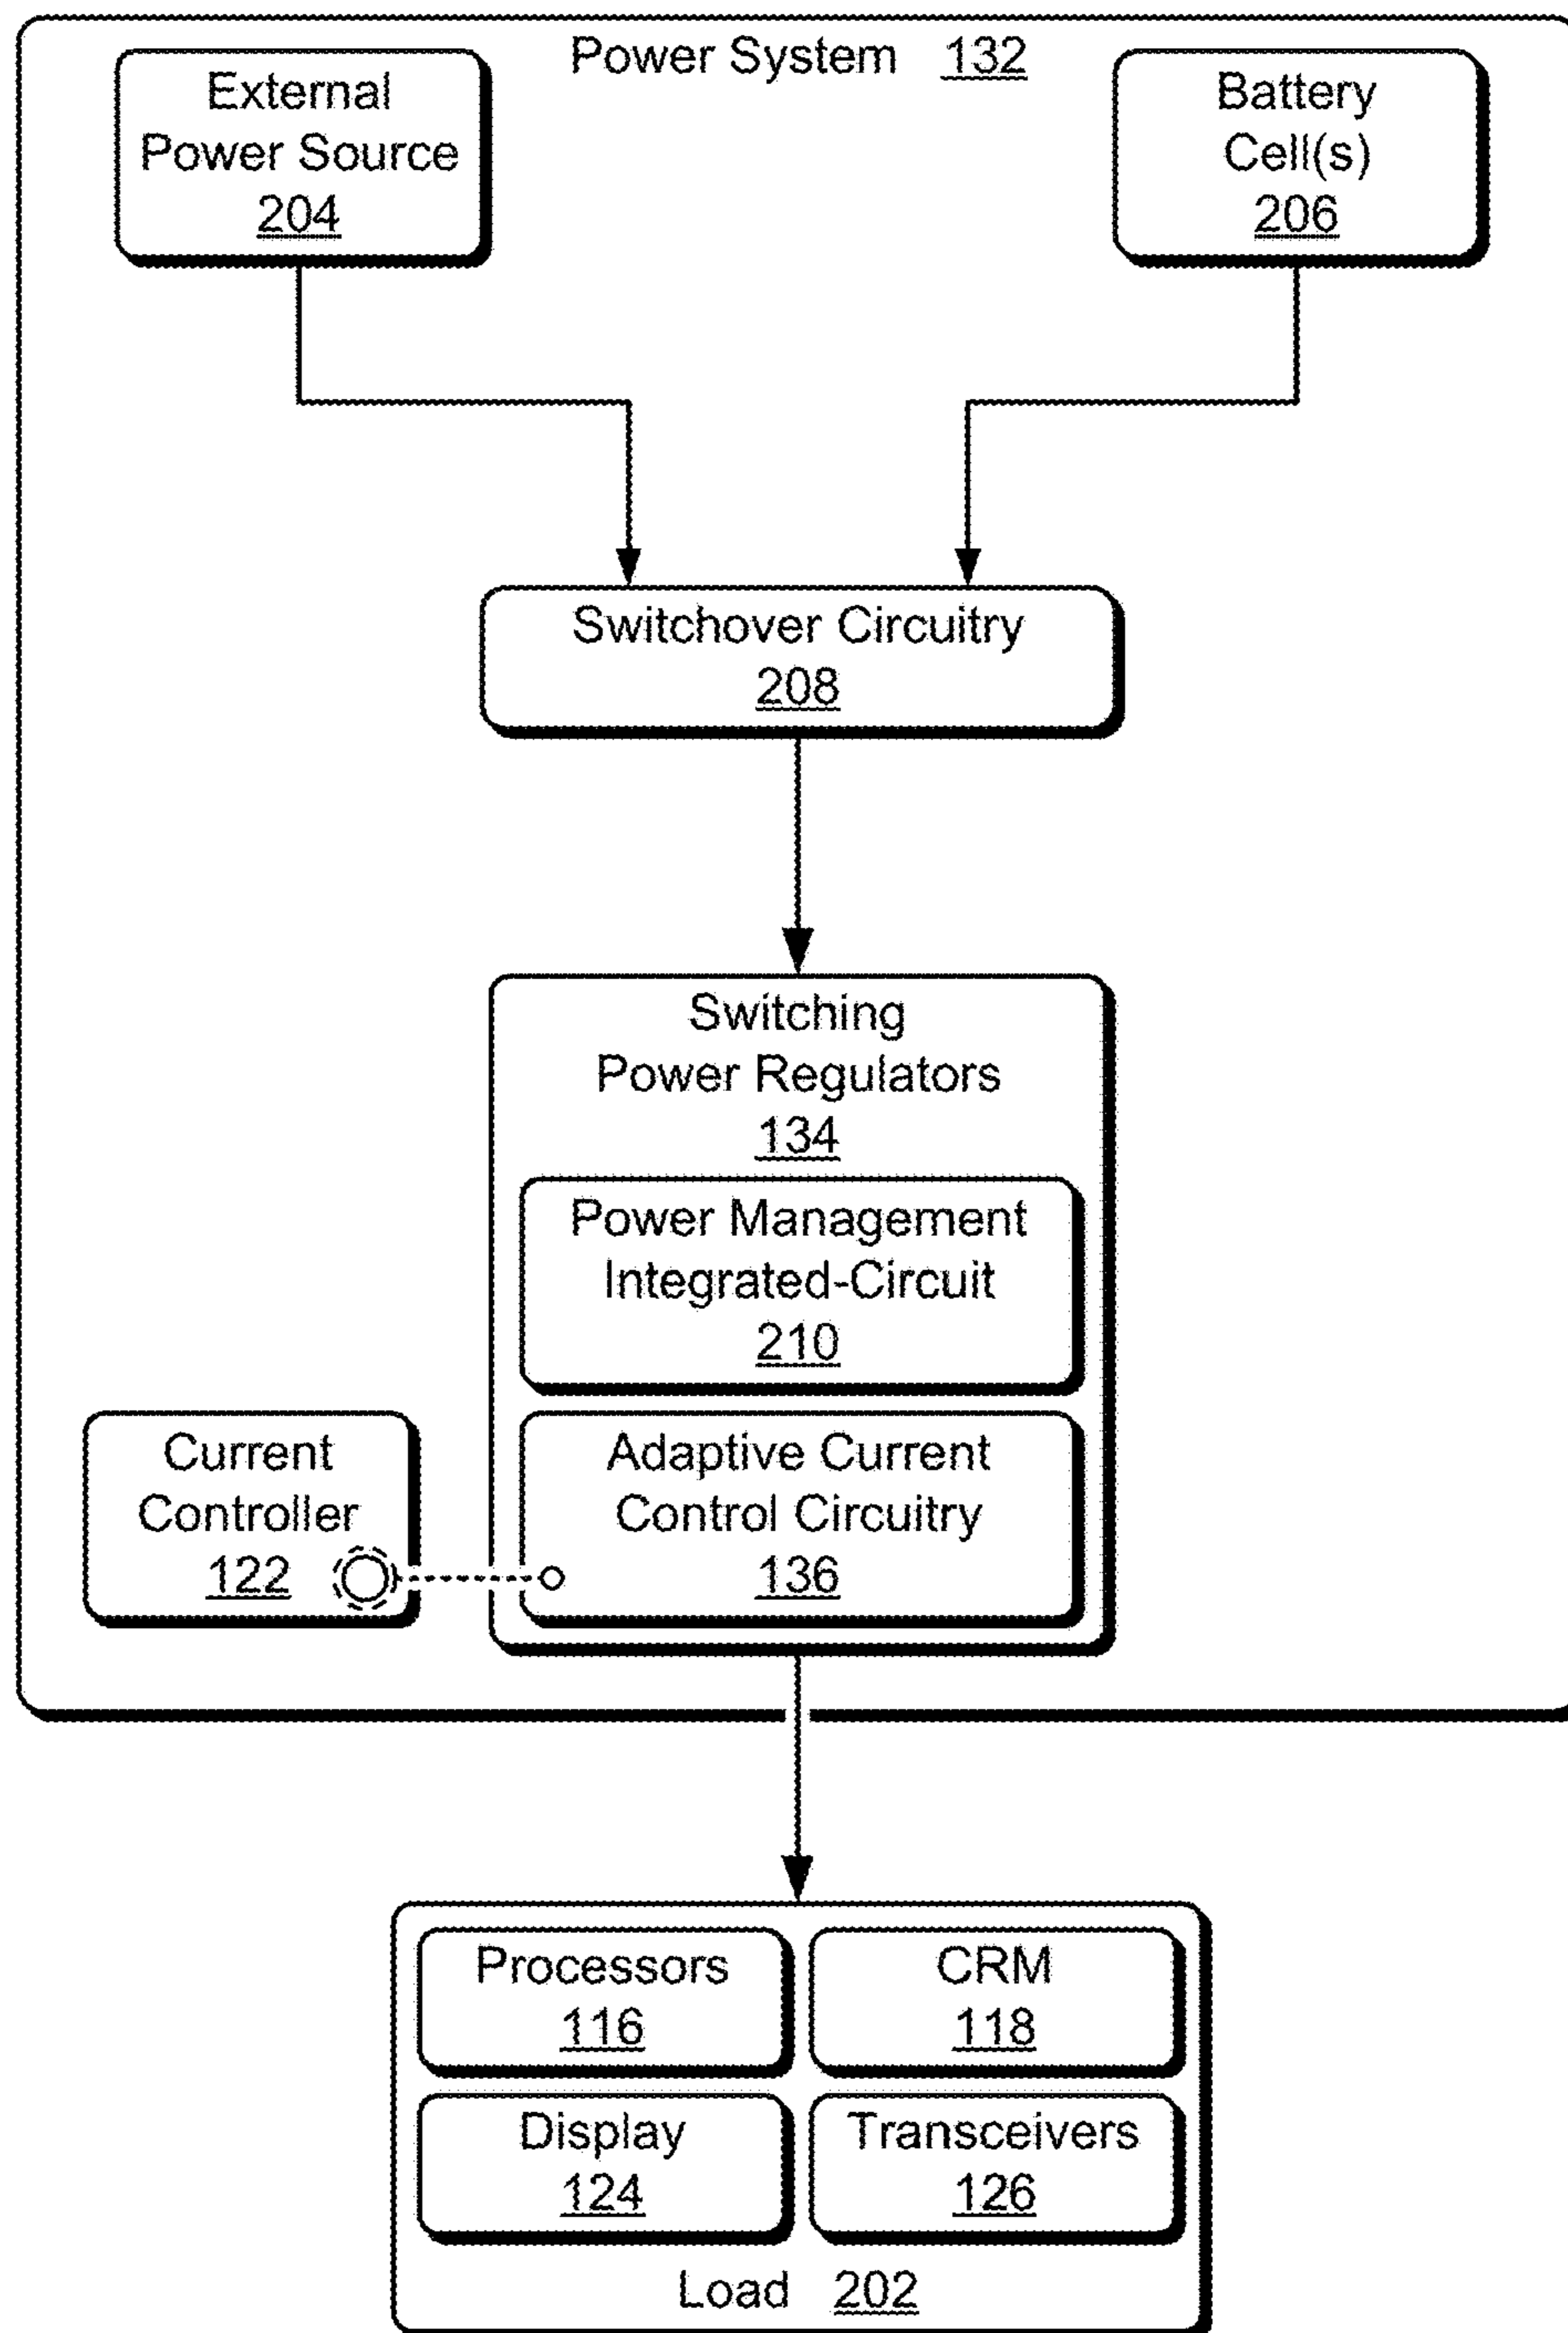 Power System 132
External
Power Source
204
Battery
Cell(s)
206
Switchover Circuitry
208
Switching
Power Regulators
134
Power Management
Integrated-Circuit
210
Current
Controller
122
Adaptive Current
Control Circuitry
136
Processors
116
CRM
118
Display
124
Transceivers
126
Load 202